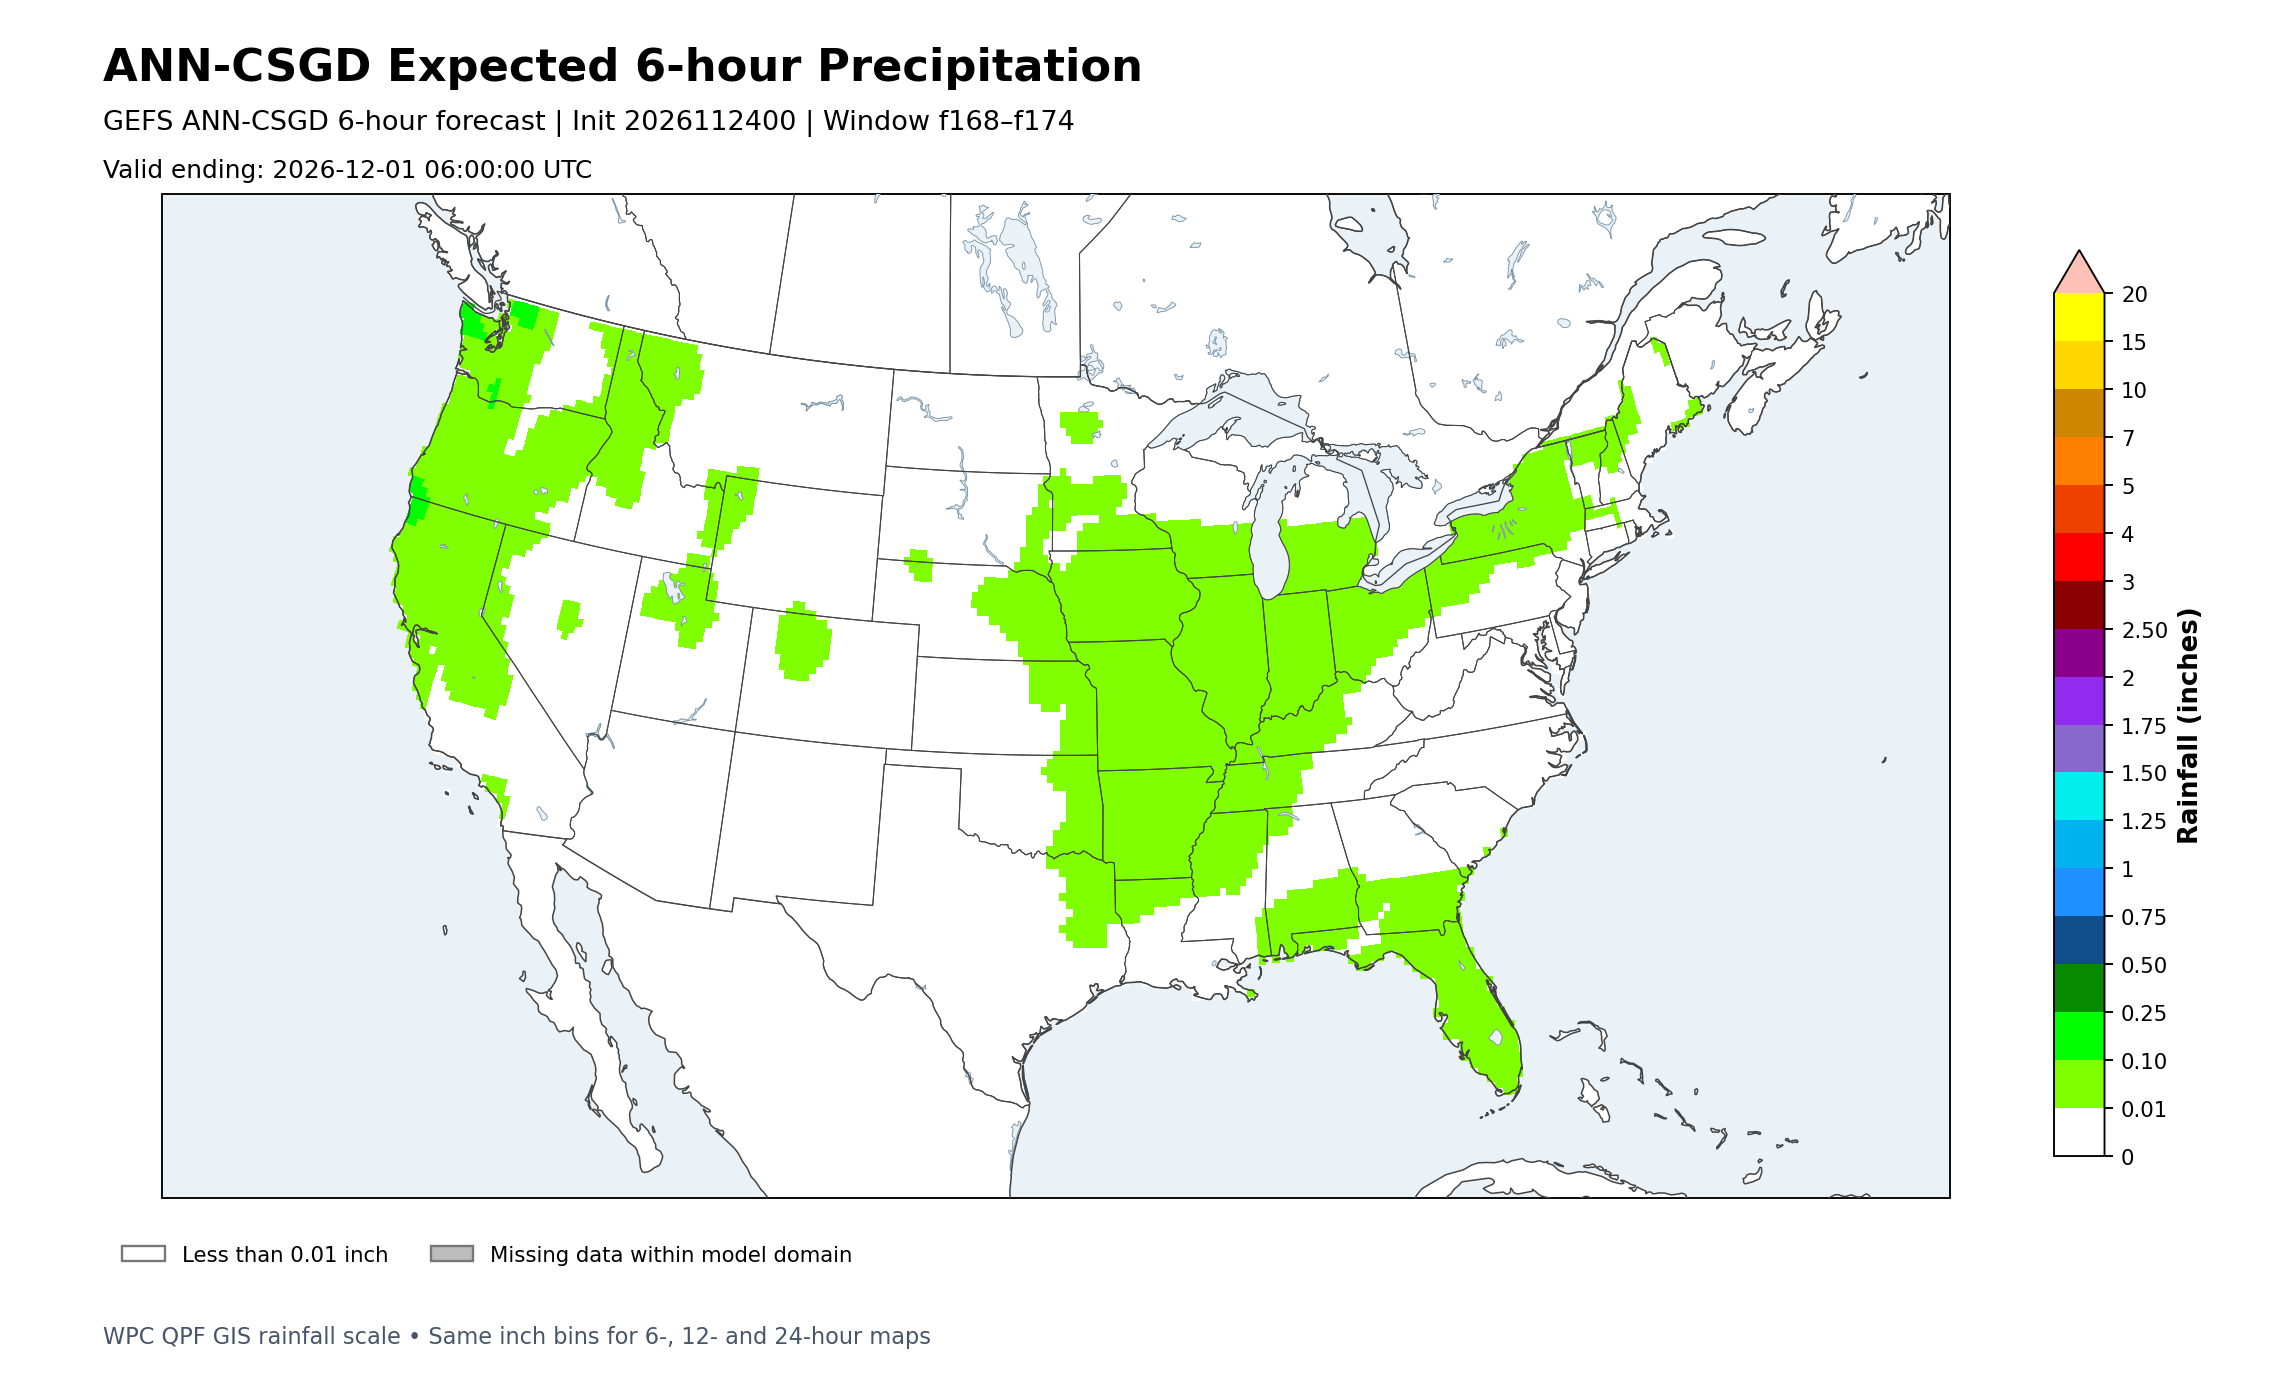 ANN-CSGD Expected 6-hour Precipitation
GEFS ANN-CSGD 6-hour forecast | Init 2026112400 | Window f168–f174
Valid ending: 2026-12-01 06:00:00 UTC
20
15
10
7
5
4
3
2.50
2
1.75
1.50
1.25
1
0.75
0.50
0.25
0.10
0.01
0
Rainfall (inches)
Less than 0.01 inch
Missing data within model domain
WPC QPF GIS rainfall scale • Same inch bins for 6-, 12- and 24-hour maps